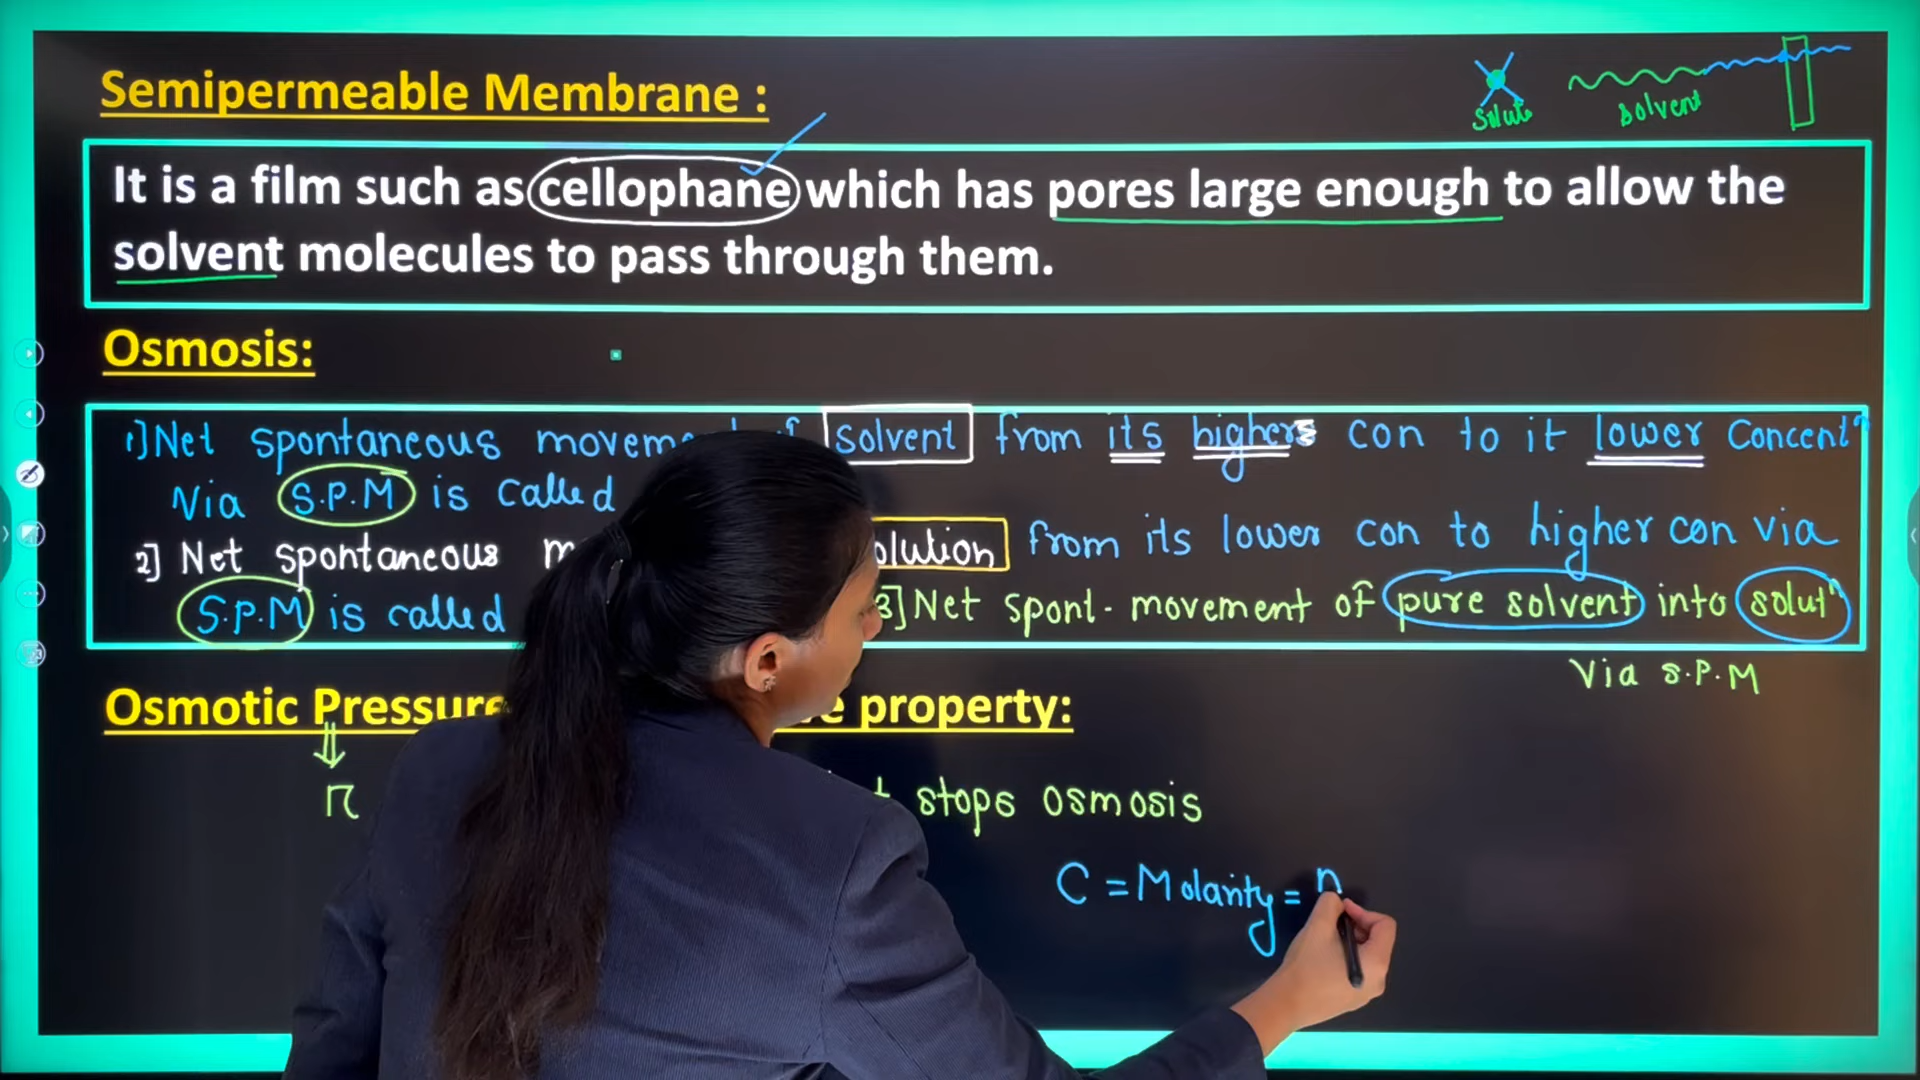 Semipermeable Membrane :
Solute
solvent
It is a film such as cellophane which has pores large enough to allow the
solvent molecules to pass through them.
Osmosis:
1) Net spontaneous solvent from its higher con to it lower Concentⁿ
Via S.P.M is called
2] Net spontaneous from its lower con to higher con via
S.P.M is called
3] Net spont. movement of pure solvent into solutⁿ
Via S.P.M
Osmotic Pressure property:
π stops osmosis
C = Molarity = n